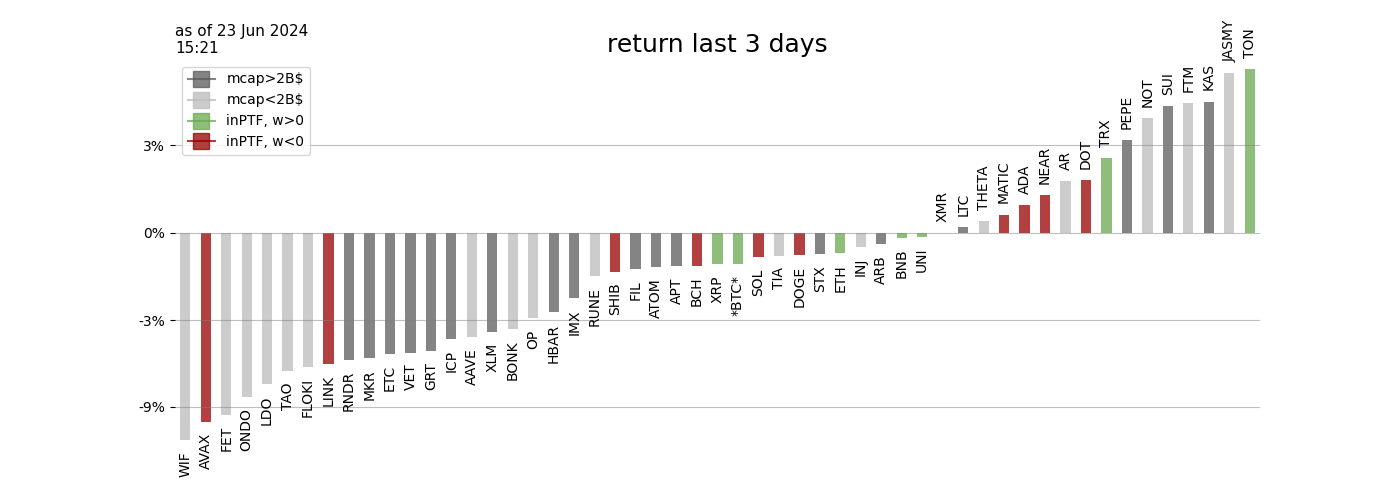 as of 23 Jun 2024
15:21
return last 3 days
mcap>2B$
mcap<2B$
inPTF, w>0
inPTF, w<0
3%
0%
-3%
-9%
WIF
AVAX
FET
ONDO
LDO
TAO
FLOKI
LINK
RNDR
MKR
ETC
VET
GRT
ICP
AAVE
XLM
BONK
OP
HBAR
IMX
RUNE
SHIB
FIL
ATOM
APT
BCH
XRP
*BTC*
SOL
TIA
DOGE
STX
ETH
INJ
ARB
BNB
UNI
XMR
LTC
THETA
MATIC
ADA
NEAR
AR
DOT
TRX
PEPE
NOT
SUI
FTM
KAS
JASMY
TON